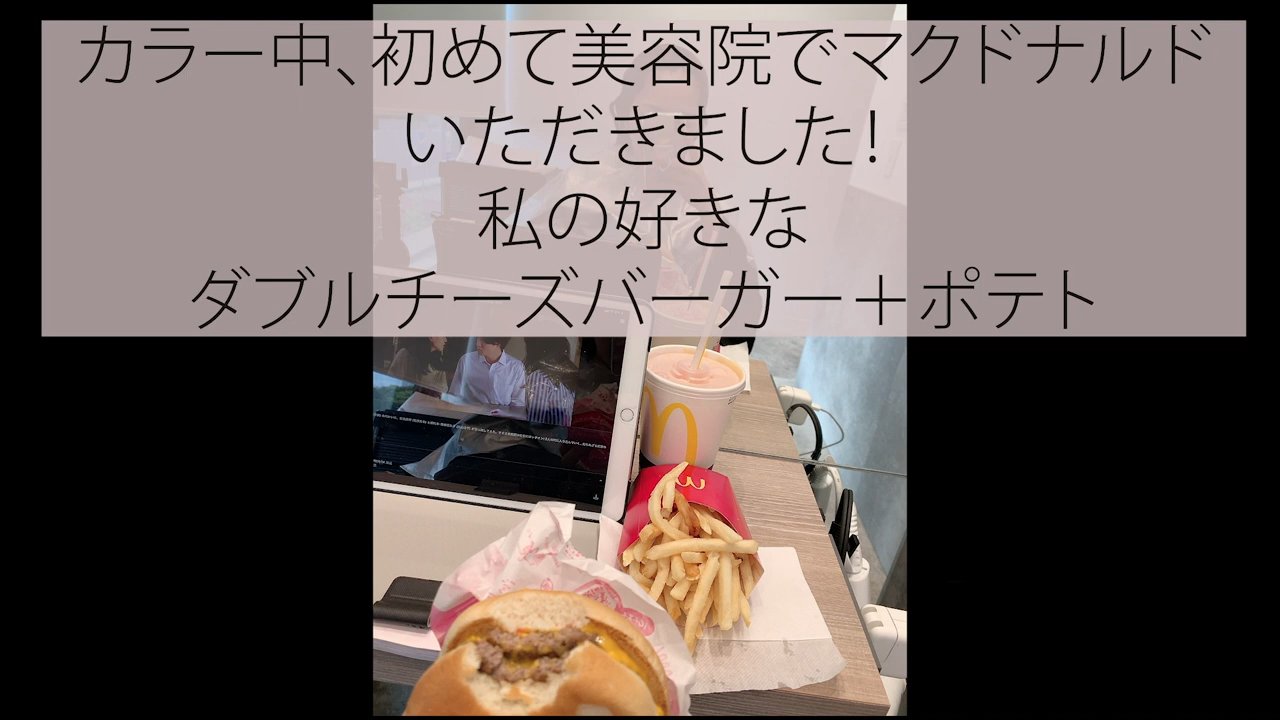 カラー中、初めて美容院でマクドナルド
いただきました!
私の好きな
ダブルチーズバーガー＋ポテト